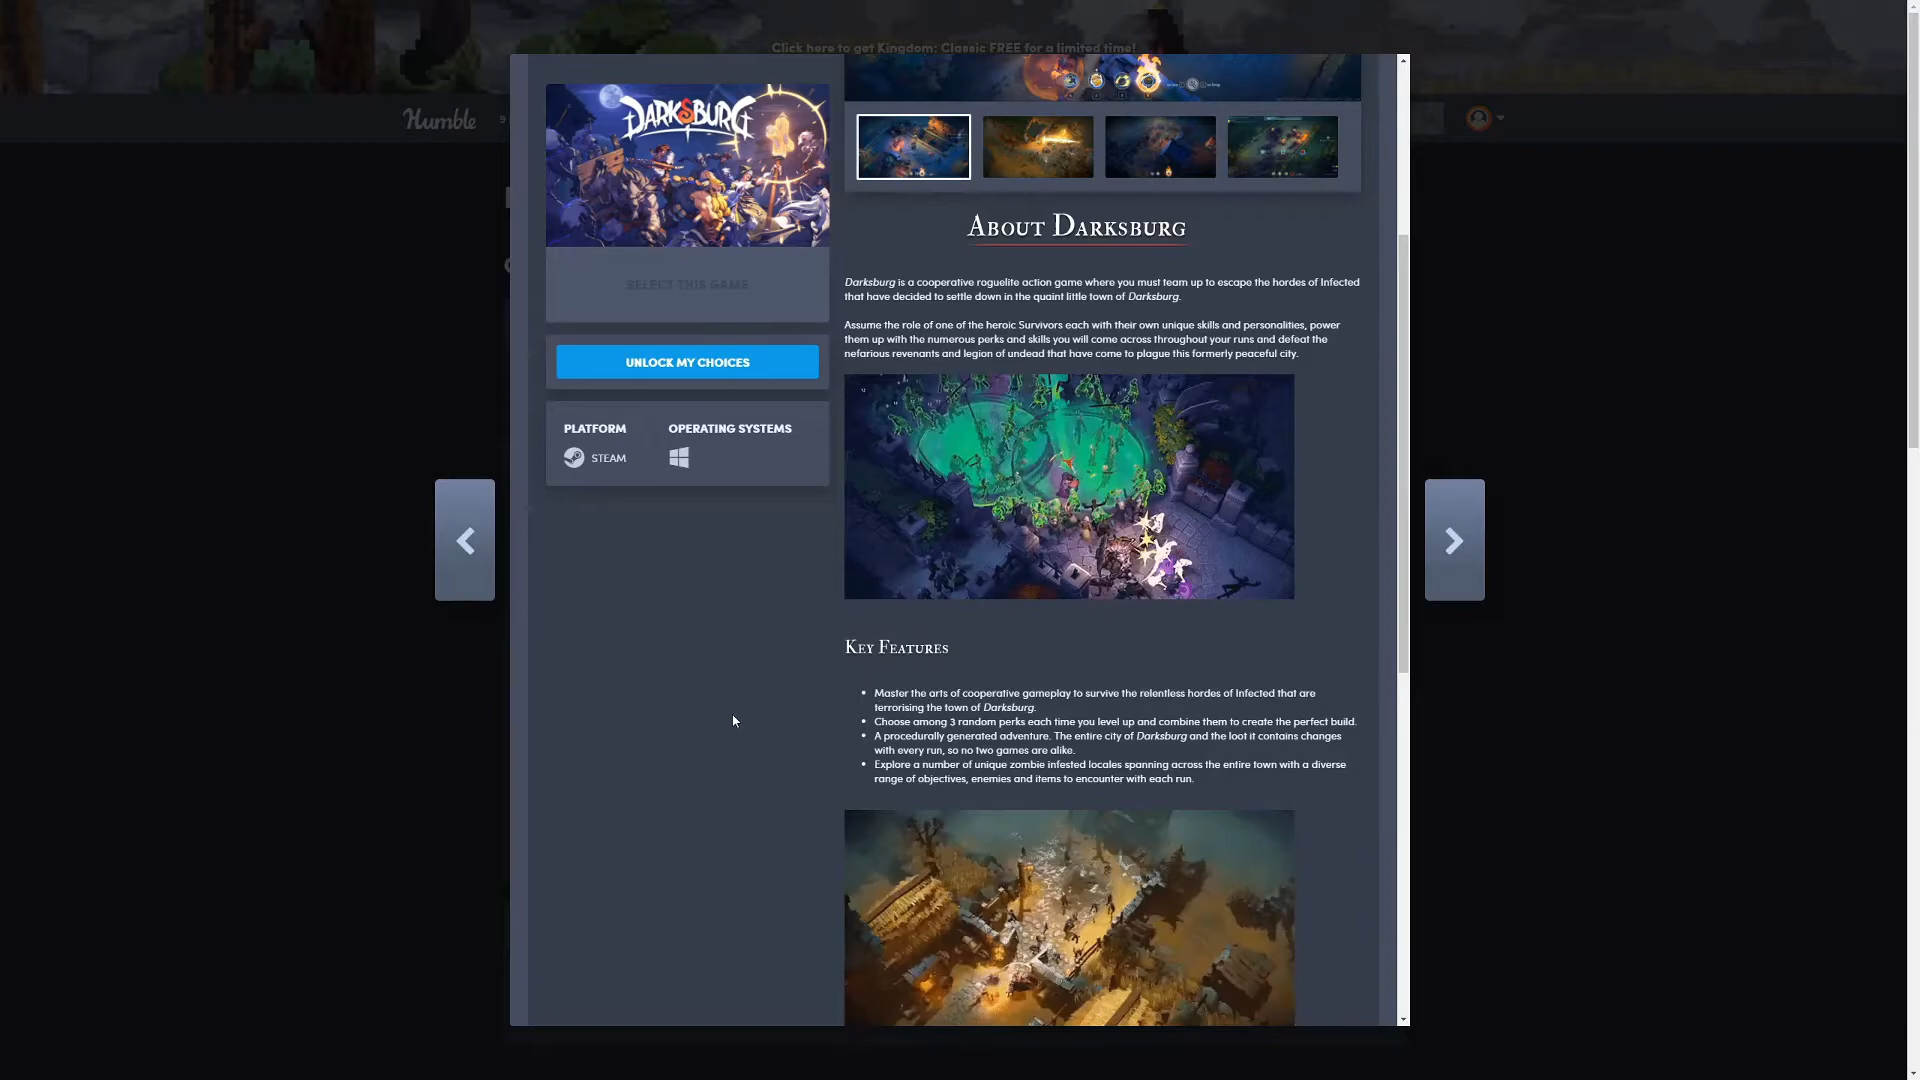 Click here to get Kingdom: Classic FREE for a limited time!
Humble
DARKSBURG
SELECT THIS GAME
UNLOCK MY CHOICES
PLATFORM
OPERATING SYSTEMS
STEAM
About Darksburg
Darksburg is a cooperative roguelite action game where you must team up to escape the hordes of Infected
that have decided to settle down in the quaint little town of Darksburg.
Assume the role of one of the heroic Survivors each with their own unique skills and personalities, power
them up with the numerous perks and skills you will come across throughout your runs and defeat the
nefarious revenants and legion of undead that have come to plague this formerly peaceful city.
Key Features
• Master the arts of cooperative gameplay to survive the relentless hordes of Infected that are
terrorising the town of Darksburg.
• Choose among 3 random perks each time you level up and combine them to create the perfect build.
• A procedurally generated adventure. The entire city of Darksburg and the loot it contains changes
with every run, so no two games are alike.
• Explore a number of unique zombie infested locales spanning across the entire town with a diverse
range of objectives, enemies and items to encounter with each run.